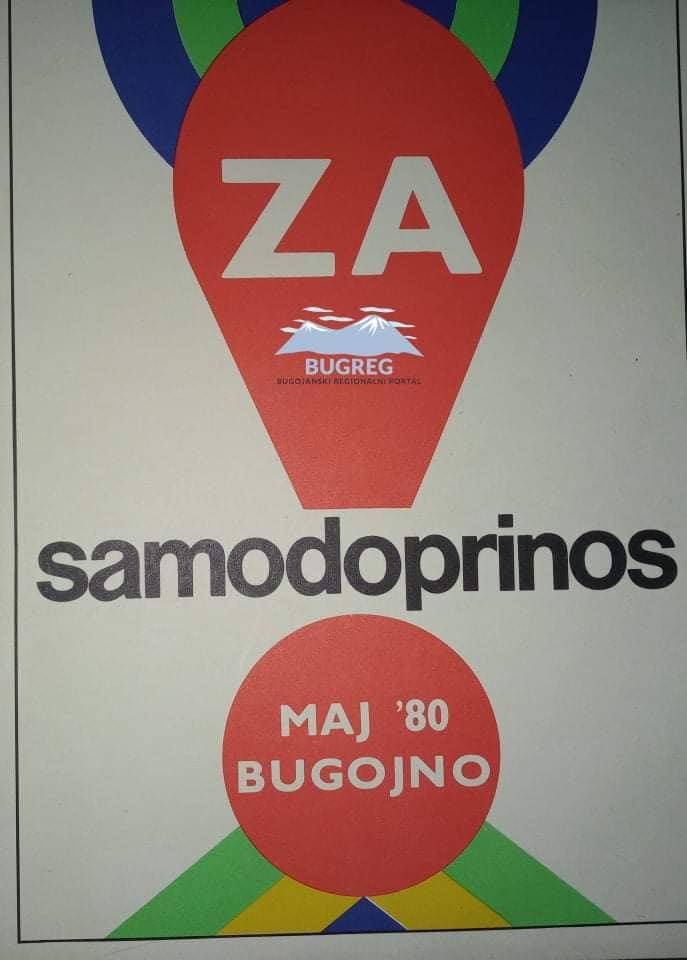 ZA
BUGREG
BUGOJANSKI REGIONALNI PORTAL
samodoprinos
MAJ '80
BUGOJNO